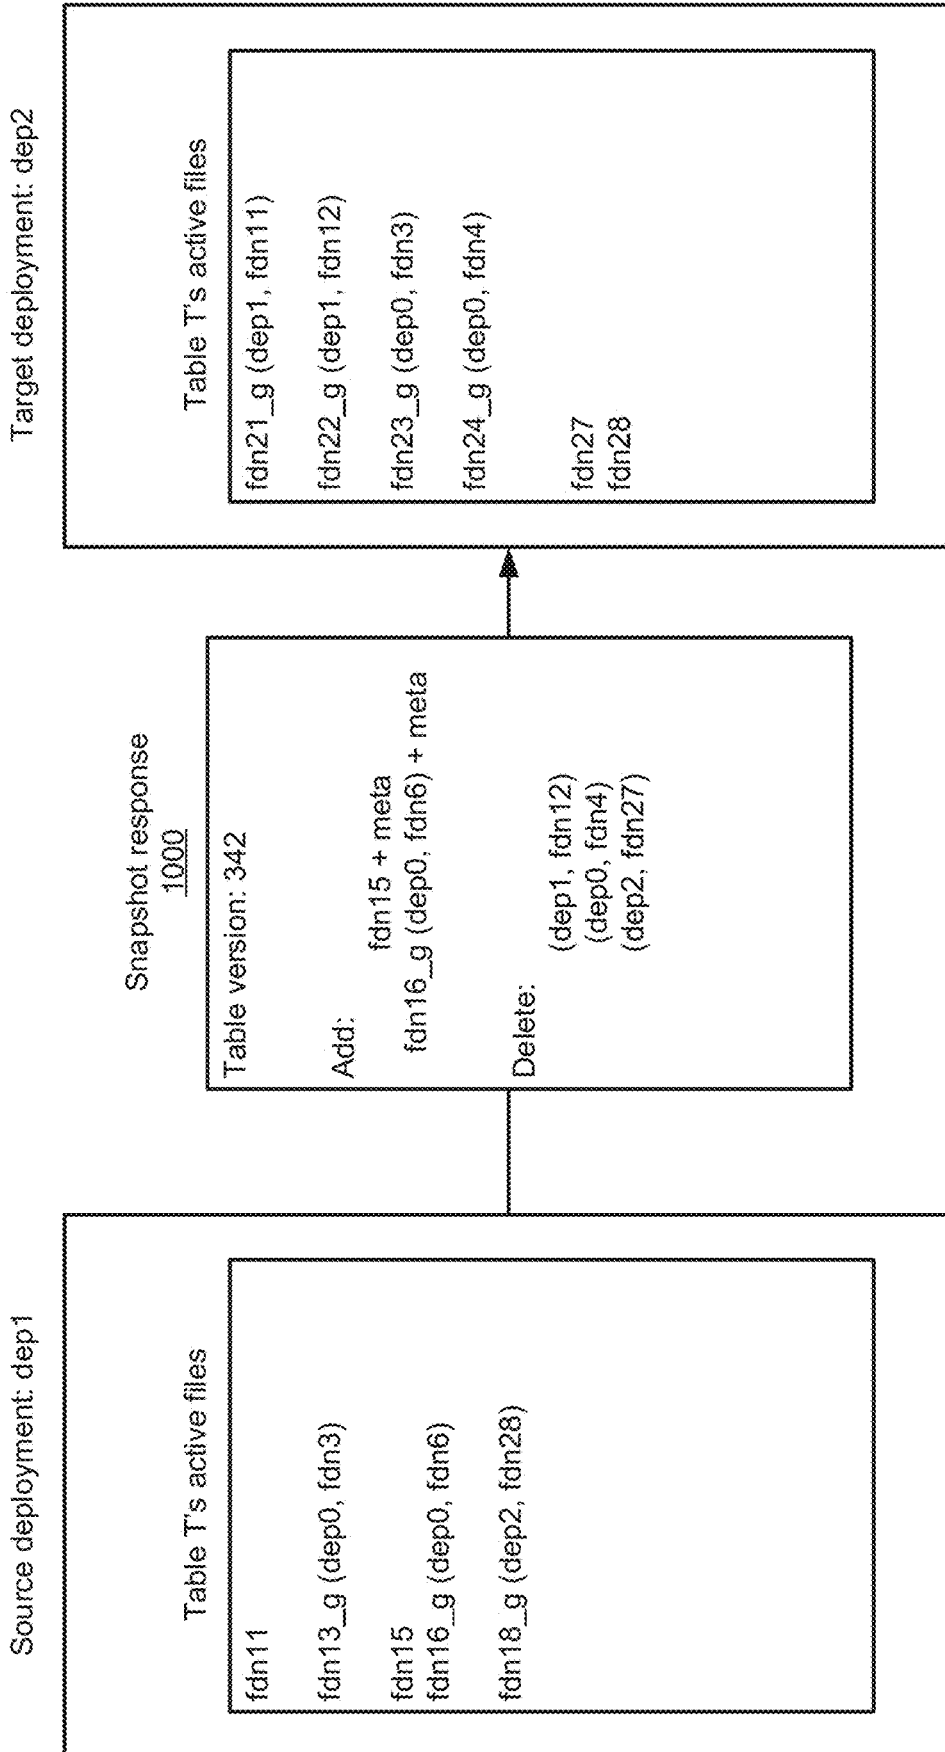 Source deployment: dep1
Table T's active files
fdn11
fdn13_g (dep0, fdn3)
fdn15
fdn16_g (dep0, fdn6)
fdn18_g (dep2, fdn28)
Snapshot response
1000
Table version: 342
Add:
fdn15 + meta
fdn16_g (dep0, fdn6) + meta
Delete:
(dep1, fdn12)
(dep0, fdn4)
(dep2, fdn27)
Target deployment: dep2
Table T's active files
fdn21_g (dep1, fdn11)
fdn22_g (dep1, fdn12)
fdn23_g (dep0, fdn3)
fdn24_g (dep0, fdn4)
fdn27
fdn28